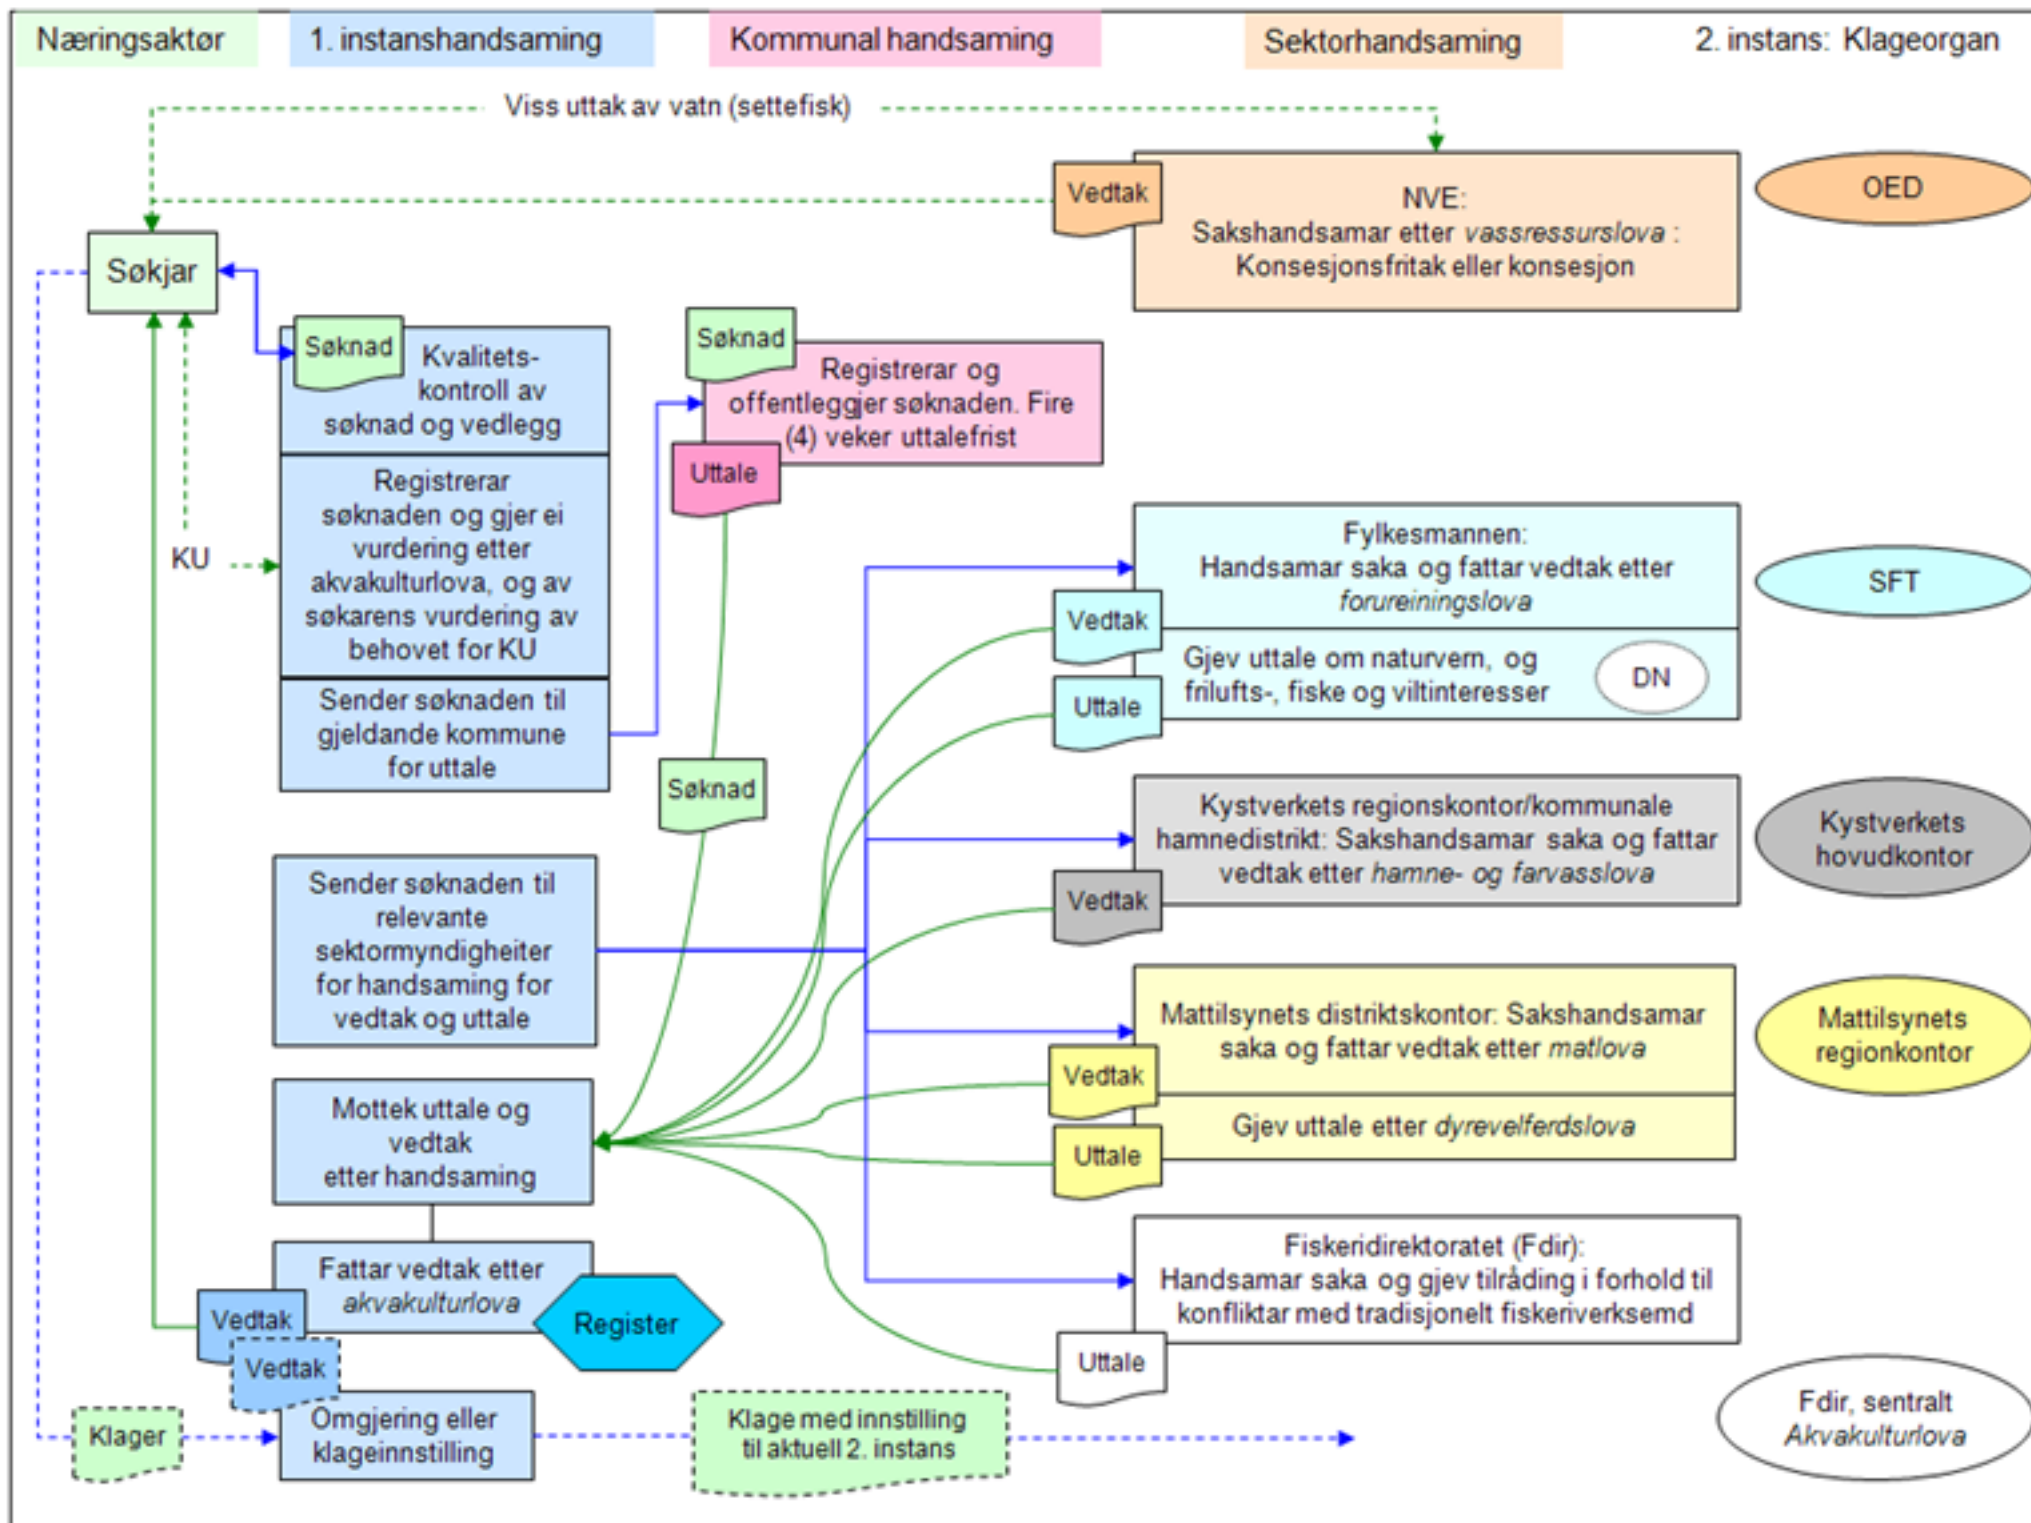 Næringsaktør
1. instanshandsaming
Kommunal handsaming
Sektorhandsaming
2. instans: Klageorgan
Viss uttak av vatn (settefisk)
Vedtak
NVE:
Sakshandsamar etter vassressurslova :
Konsesjonsfritak eller konsesjon
OED
Søkjar
Søknad
Kvalitets-
kontroll av
søknad og vedlegg
Søknad
Registrerar og
offentleggjer søknaden. Fire
(4) veker uttalefrist
Uttale
Registrerar
søknaden og gjer ei
vurdering etter
akvakulturlova, og av
søkarens vurdering av
behovet for KU
KU
Sender søknaden til
gjeldande kommune
for uttale
Søknad
Fylkesmannen:
Handsamar saka og fattar vedtak etter
forureiningslova
Vedtak
SFT
Gjev uttale om naturvern, og
frilufts-, fiske og viltinteresser
DN
Uttale
Kystverkets regionskontor/kommunale
hamnedistrikt: Sakshandsamar saka og fattar
vedtak etter hamne- og farvasslova
Vedtak
Kystverkets
hovudkontor
Sender søknaden til
relevante
sektormyndigheiter
for handsaming for
vedtak og uttale
Mattilsynets distriktskontor: Sakshandsamar
saka og fattar vedtak etter matlova
Vedtak
Mattilsynets
regionkontor
Gjev uttale etter dyrevelferdslova
Uttale
Mottek uttale og
vedtak
etter handsaming
Fattar vedtak etter
akvakulturlova
Vedtak
Vedtak
Register
Fiskeridirektoratet (Fdir):
Handsamar saka og gjev tilråding i forhold til
konfliktar med tradisjonelt fiskeriverksemd
Uttale
Klager
Omgjering eller
klageinnstilling
Klage med innstilling
til aktuell 2. instans
Fdir, sentralt
Akvakulturlova